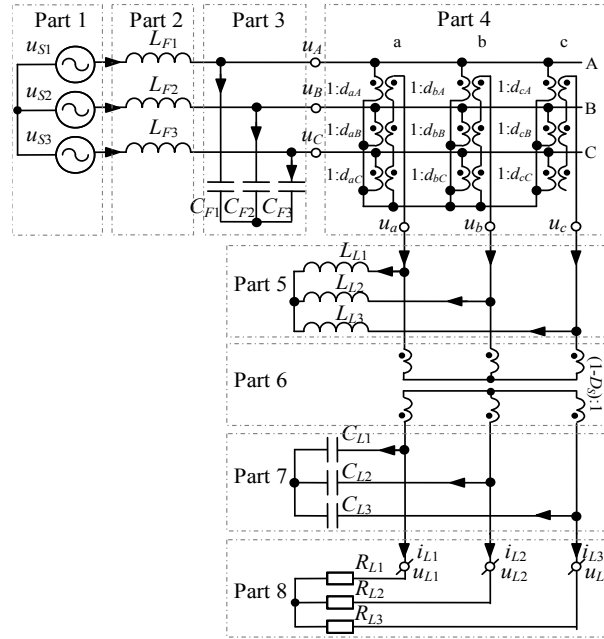 Part 1 Part 2 Part 3 Part 4
u_S1 L_F1 u_A a b c A
1:d_aA 1:d_bA 1:d_cA
u_S2 L_F2 u_B B
1:d_aB 1:d_bB 1:d_cB
u_S3 L_F3 u_C C
1:d_aC 1:d_bC 1:d_cC
C_F1 C_F2 C_F3
u_a u_b u_c
L_L1
Part 5 L_L2
L_L3
Part 6 (1-D_S):1
C_L1
Part 7 C_L2
C_L3
i_L1 i_L2 i_L3
R_L1 u_L1 u_L2 u_L
Part 8 R_L2
R_L3